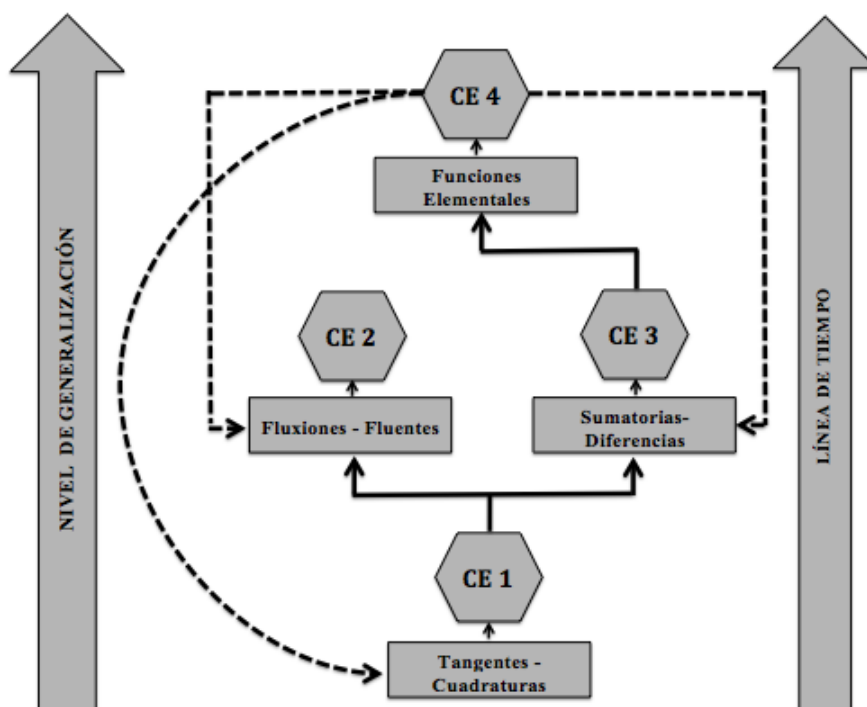 NIVEL DE GENERALIZACIÓN
CE 4
Funciones
Elementales
CE 2
CE 3
Fluxiones - Fluentes
Sumatorias-
Diferencias
CE 1
Tangentes -
Cuadraturas
LÍNEA DE TIEMPO